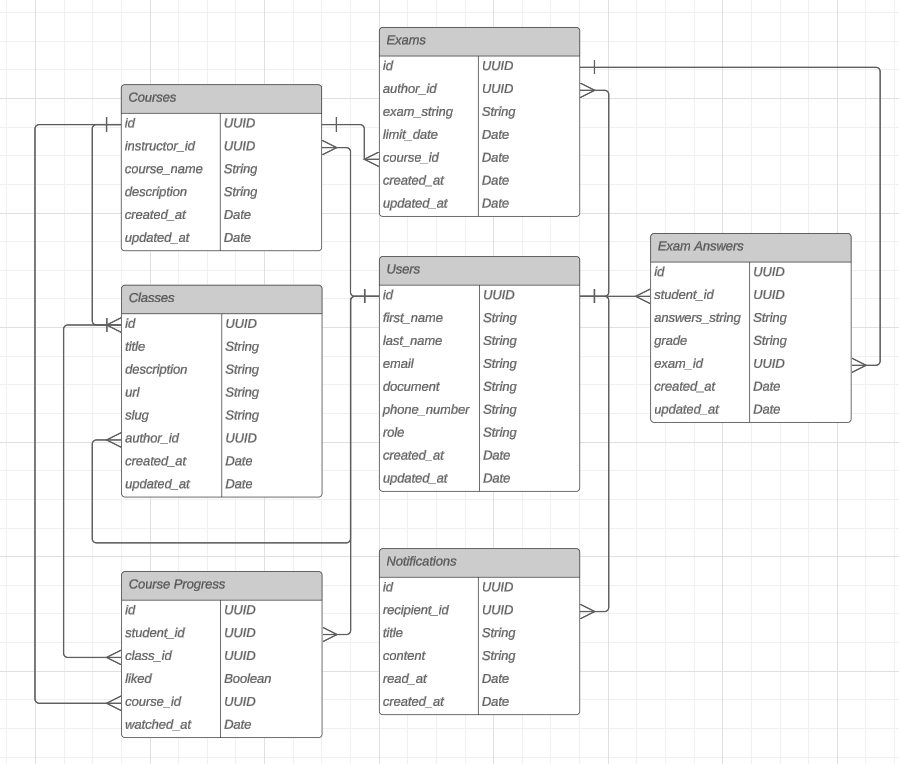 Exams
id UUID
author_id UUID
exam_string String
limit_date Date
course_id Date
created_at Date
updated_at Date
Courses
id UUID
instructor_id UUID
course_name String
description String
created_at Date
updated_at Date
Exam Answers
id UUID
student_id UUID
answers_string String
grade String
exam_id UUID
created_at Date
updated_at Date
Users
id UUID
first_name String
last_name String
email String
document String
phone_number String
role String
created_at Date
updated_at Date
Classes
id UUID
title String
description String
url String
slug String
author_id UUID
created_at Date
updated_at Date
Notifications
id UUID
recipient_id UUID
title String
content String
read_at Date
created_at Date
Course Progress
id UUID
student_id UUID
class_id UUID
liked Boolean
course_id UUID
watched_at Date